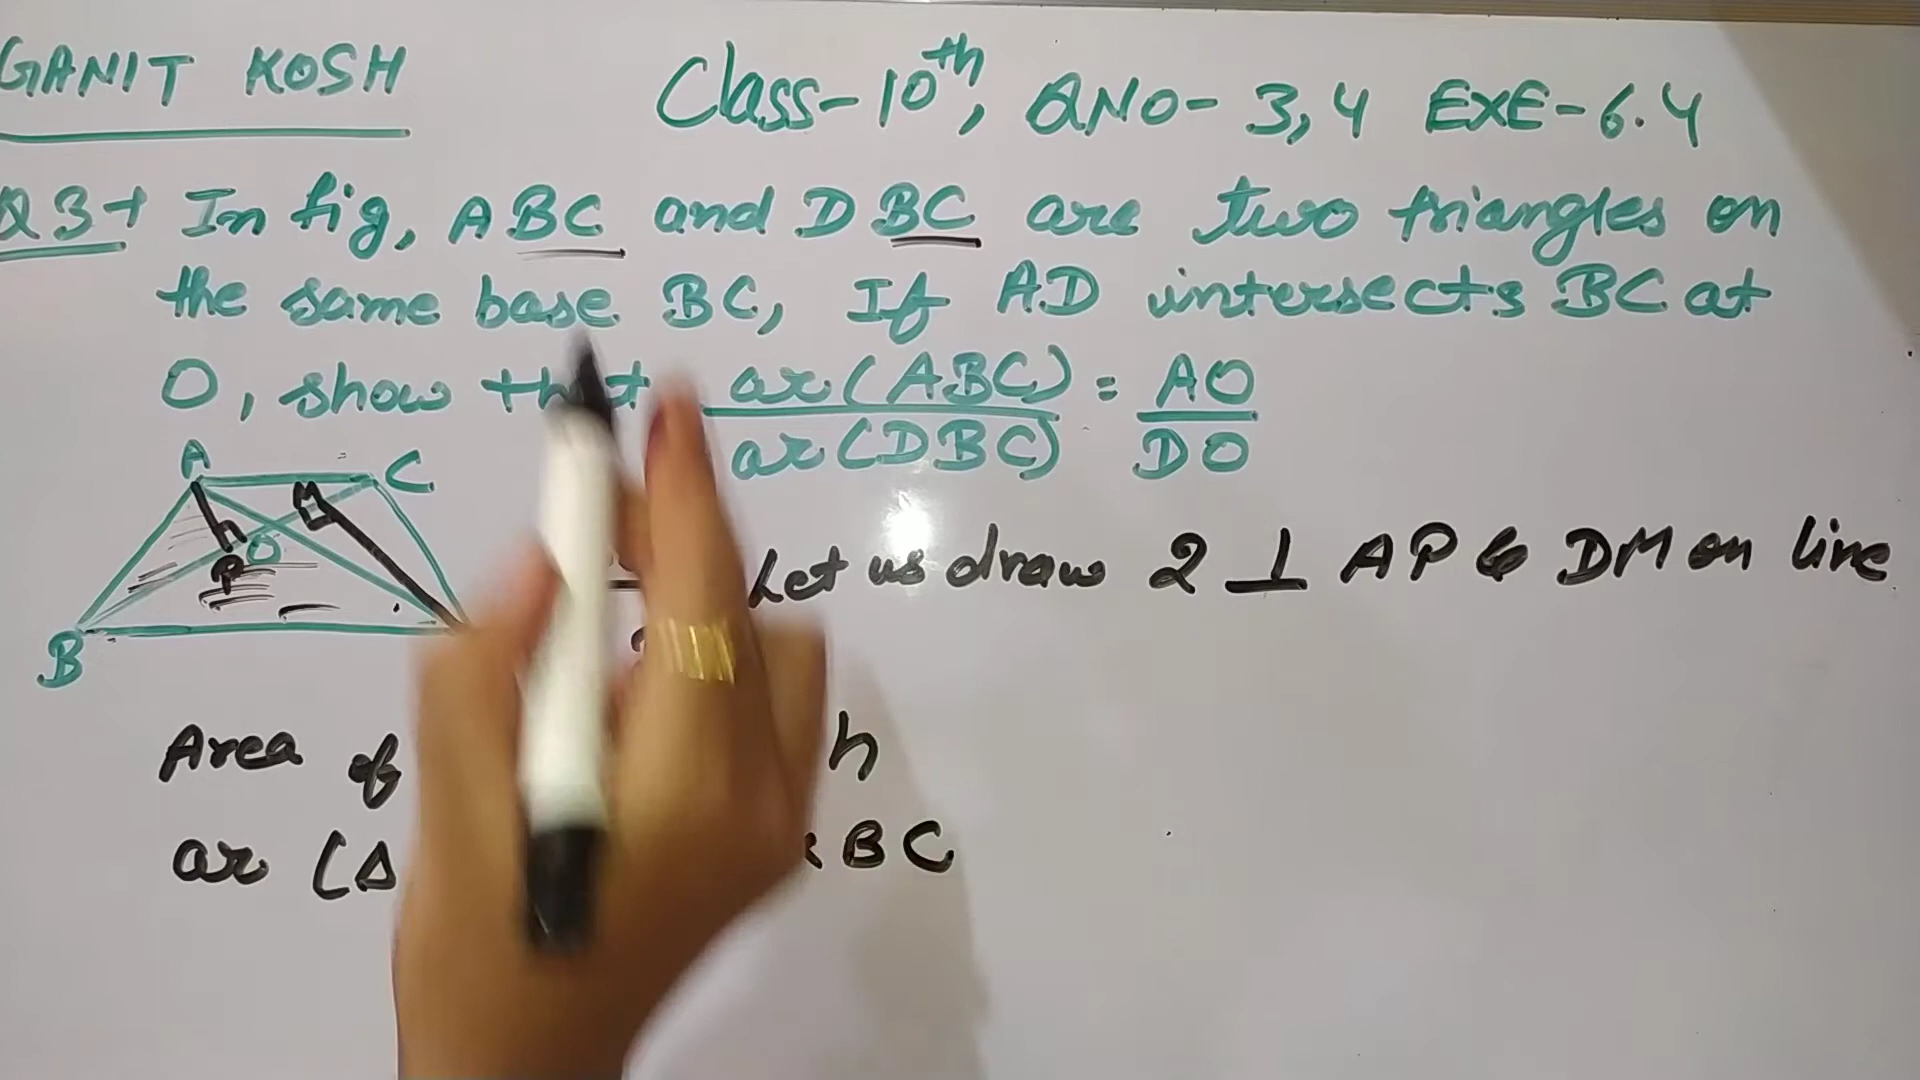 GANIT KOSH
Class-10th, QNO- 3,4 EXE-6.4
Q3→ In fig, ABC and DBC are two triangles on
the same base BC, If AD intersects BC at
O, show that ar(ABC) = AO
ar(DBC) DO
A C
M
O
P
B
Let us draw 2 ⊥ AP & DM on line
Area of h
ar (Δ BC